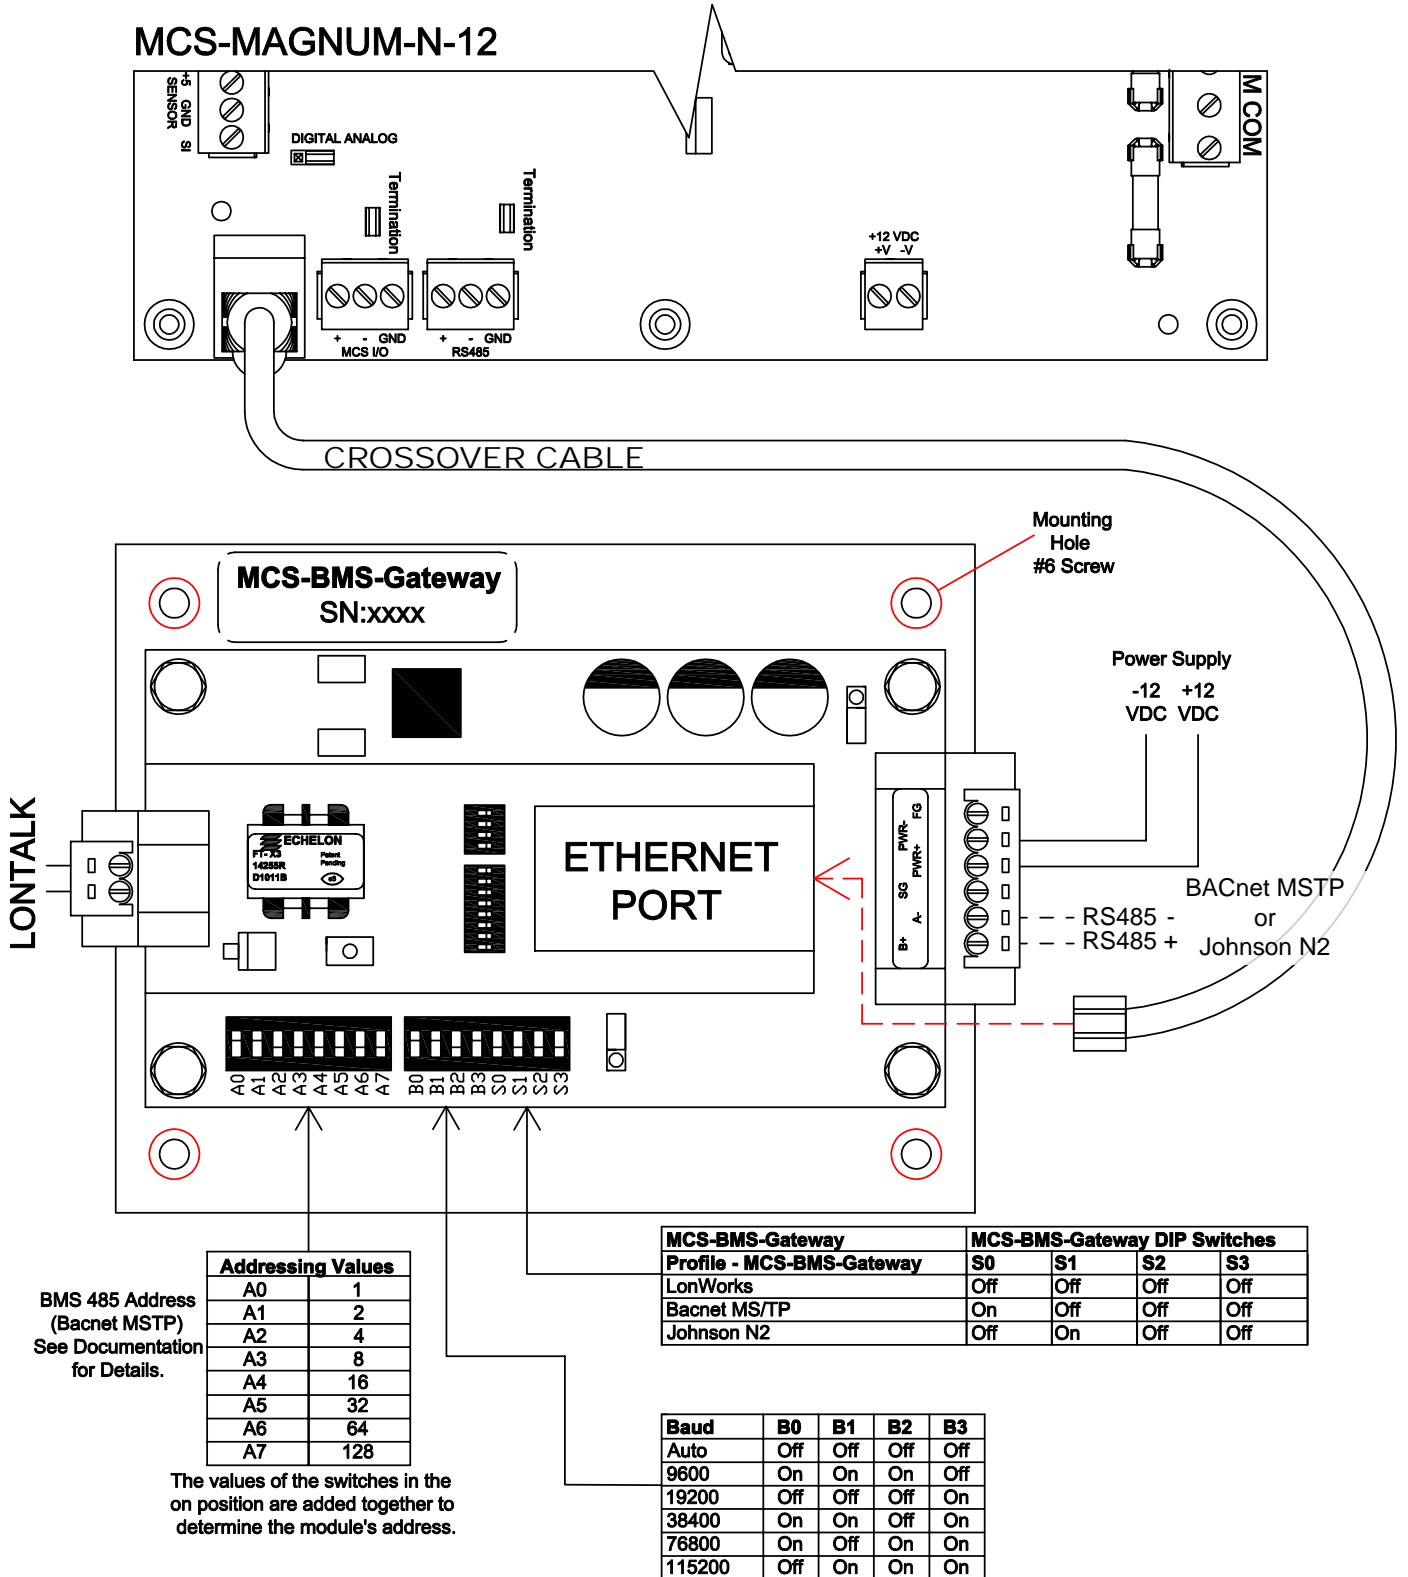 MCS-MAGNUM-N-12
+5 GND SI
SENSOR
DIGITAL ANALOG
Termination
Termination
M COM
+12 VDC
+V -V
+ - GND
MCS I/O
+ - GND
RS485
CROSSOVER CABLE
Mounting
Hole
#6 Screw
MCS-BMS-Gateway
SN:xxxx
Power Supply
-12 +12
VDC VDC
LONTALK
ECHELON
FT-X3
14255R
D1011B
Patent
Pending
e3
ETHERNET
PORT
FG
PWR-
PWR+
SG
A-
B+
BACnet MSTP
or
Johnson N2
RS485 -
RS485 +
A0 A1 A2 A3 A4 A5 A6 A7
B0 B1 B2 B3 S0 S1 S2 S3
MCS-BMS-Gateway MCS-BMS-Gateway DIP Switches
Profile - MCS-BMS-Gateway S0 S1 S2 S3
LonWorks Off Off Off Off
Bacnet MS/TP On Off Off Off
Johnson N2 Off On Off Off
BMS 485 Address
(Bacnet MSTP)
See Documentation
for Details.
Addressing Values
A0 1
A1 2
A2 4
A3 8
A4 16
A5 32
A6 64
A7 128
The values of the switches in the
on position are added together to
determine the module's address.
Baud B0 B1 B2 B3
Auto Off Off Off Off
9600 On On On Off
19200 Off Off Off On
38400 On On Off On
76800 On Off On On
115200 Off On On On